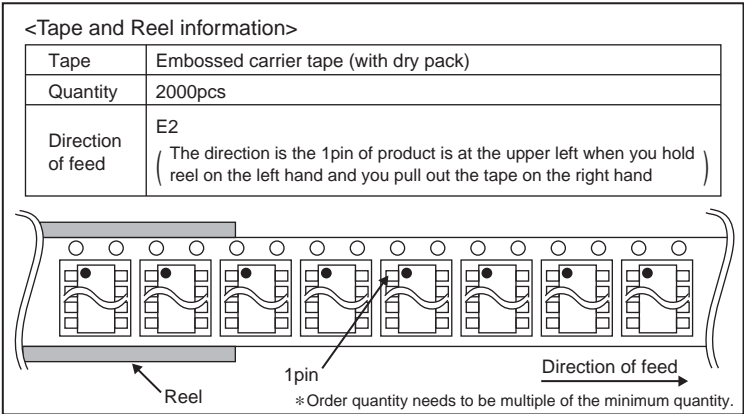 <Tape and Reel information>
Tape Embossed carrier tape (with dry pack)
Quantity 2000pcs
Direction of feed E2
( The direction is the 1pin of product is at the upper left when you hold
reel on the left hand and you pull out the tape on the right hand )
Reel
1pin
Direction of feed
*Order quantity needs to be multiple of the minimum quantity.